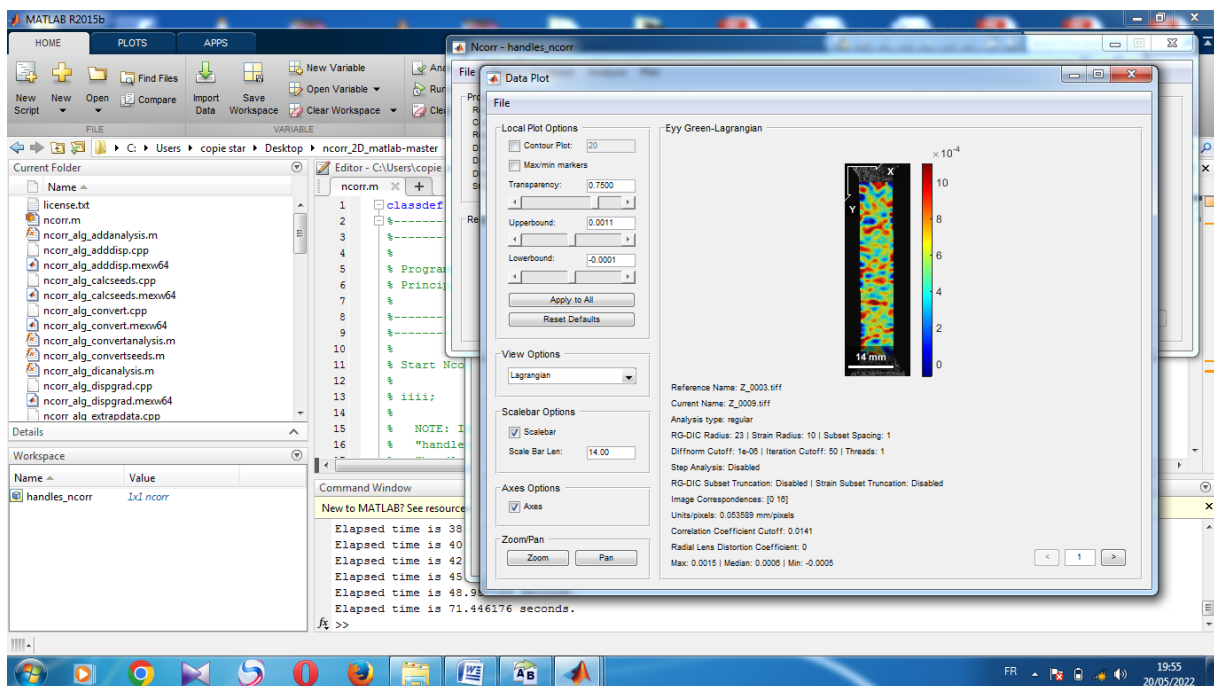 MATLAB R2015b
HOME PLOTS APPS
New Script
New
Open
Find Files
Compare
Import Data
Save Workspace
New Variable
Open Variable
Clear Workspace
FILE
VARIABLE
C: Users copie star Desktop ncorr_2D_matlab-master
Current Folder
Name
license.txt
ncorr.m
ncorr_alg_addanalysis.m
ncorr_alg_adddisp.cpp
ncorr_alg_adddisp.mexw64
ncorr_alg_calcseeds.cpp
ncorr_alg_calcseeds.mexw64
ncorr_alg_convert.cpp
ncorr_alg_convert.mexw64
ncorr_alg_convertanalysis.m
ncorr_alg_convertseeds.m
ncorr_alg_dicanalysis.m
ncorr_alg_dispgrad.cpp
ncorr_alg_dispgrad.mexw64
ncorr_alg_extrapdata.cpp
Details
Workspace
Name Value
handles_ncorr 1x1 ncorr
Editor - C:\Users\copie
ncorr.m
1 classdef
2 %--------
3 %--------
4 %
5 % Progra
6 % Princip
7 %
8 %--------
9 %--------
10 %
11 % Start Nco
12 %
13 % iiii;
14 %
15 % NOTE: I
16 % "handle
Command Window
New to MATLAB? See resource
Elapsed time is 38
Elapsed time is 40
Elapsed time is 42
Elapsed time is 45
Elapsed time is 48.9
Elapsed time is 71.446176 seconds.
fx >>
Ncorr - handles_ncorr
File
Data Plot
File
Local Plot Options
Contour Plot: 20
Max/min markers
Transparency: 0.7500
Upperbound: 0.0011
Lowerbound: -0.0001
Apply to All
Reset Defaults
View Options
Lagrangian
Scalebar Options
Scalebar
Scale Bar Len: 14.00
Axes Options
Axes
Zoom/Pan
Zoom Pan
Eyy Green-Lagrangian
×10-4
X
Y
10
8
6
4
2
0
14 mm
Reference Name: Z_0003.tiff
Current Name: Z_0009.tiff
Analysis type: regular
RG-DIC Radius: 23 | Strain Radius: 10 | Subset Spacing: 1
Diffnorm Cutoff: 1e-06 | Iteration Cutoff: 50 | Threads: 1
Step Analysis: Disabled
RG-DIC Subset Truncation: Disabled | Strain Subset Truncation: Disabled
Image Correspondences: [0 16]
Units/pixels: 0.053589 mm/pixels
Correlation Coefficient Cutoff: 0.0141
Radial Lens Distortion Coefficient: 0
Max: 0.0015 | Median: 0.0006 | Min: -0.0005
< 1 >
FR
19:55
20/05/2022